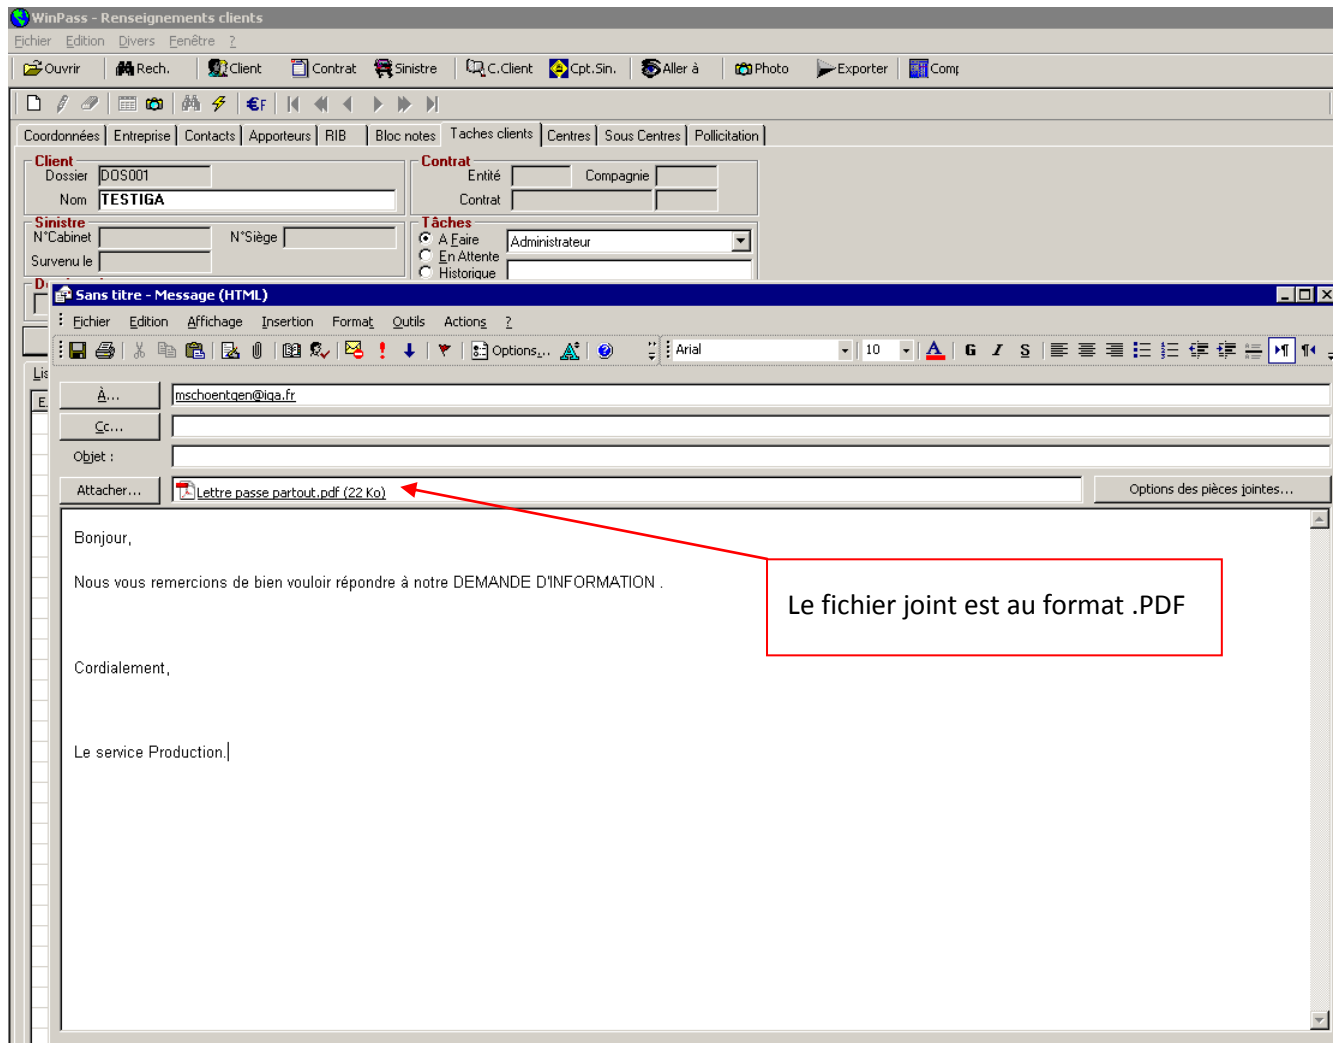 WinPass - Renseignements clients
Fichier Edition Divers Fenêtre ?
Ouvrir Rech. Client Contrat Sinistre C.Client Cpt.Sin. Aller à Photo Exporter
€F
Coordonnées Entreprise Contacts Apporteurs RIB Bloc notes Taches clients Centres Sous Centres Pollicitation
Client
Dossier DOS001
Nom TESTIGA
Contrat
Entité Compagnie
Contrat
Sinistre
N°Cabinet N°Siège
Survenu le
Tâches
A Faire Administrateur
En Attente
Historique
Sans titre - Message (HTML)
Fichier Edition Affichage Insertion Format Outils Actions ?
Options... Arial 10 A G I S
À... mschoentgen@iga.fr
Cc...
Objet :
Attacher... Lettre passe partout.pdf (22 Ko) Options des pièces jointes...
Bonjour,
Nous vous remercions de bien vouloir répondre à notre DEMANDE D'INFORMATION .
Le fichier joint est au format .PDF
Cordialement,
Le service Production.